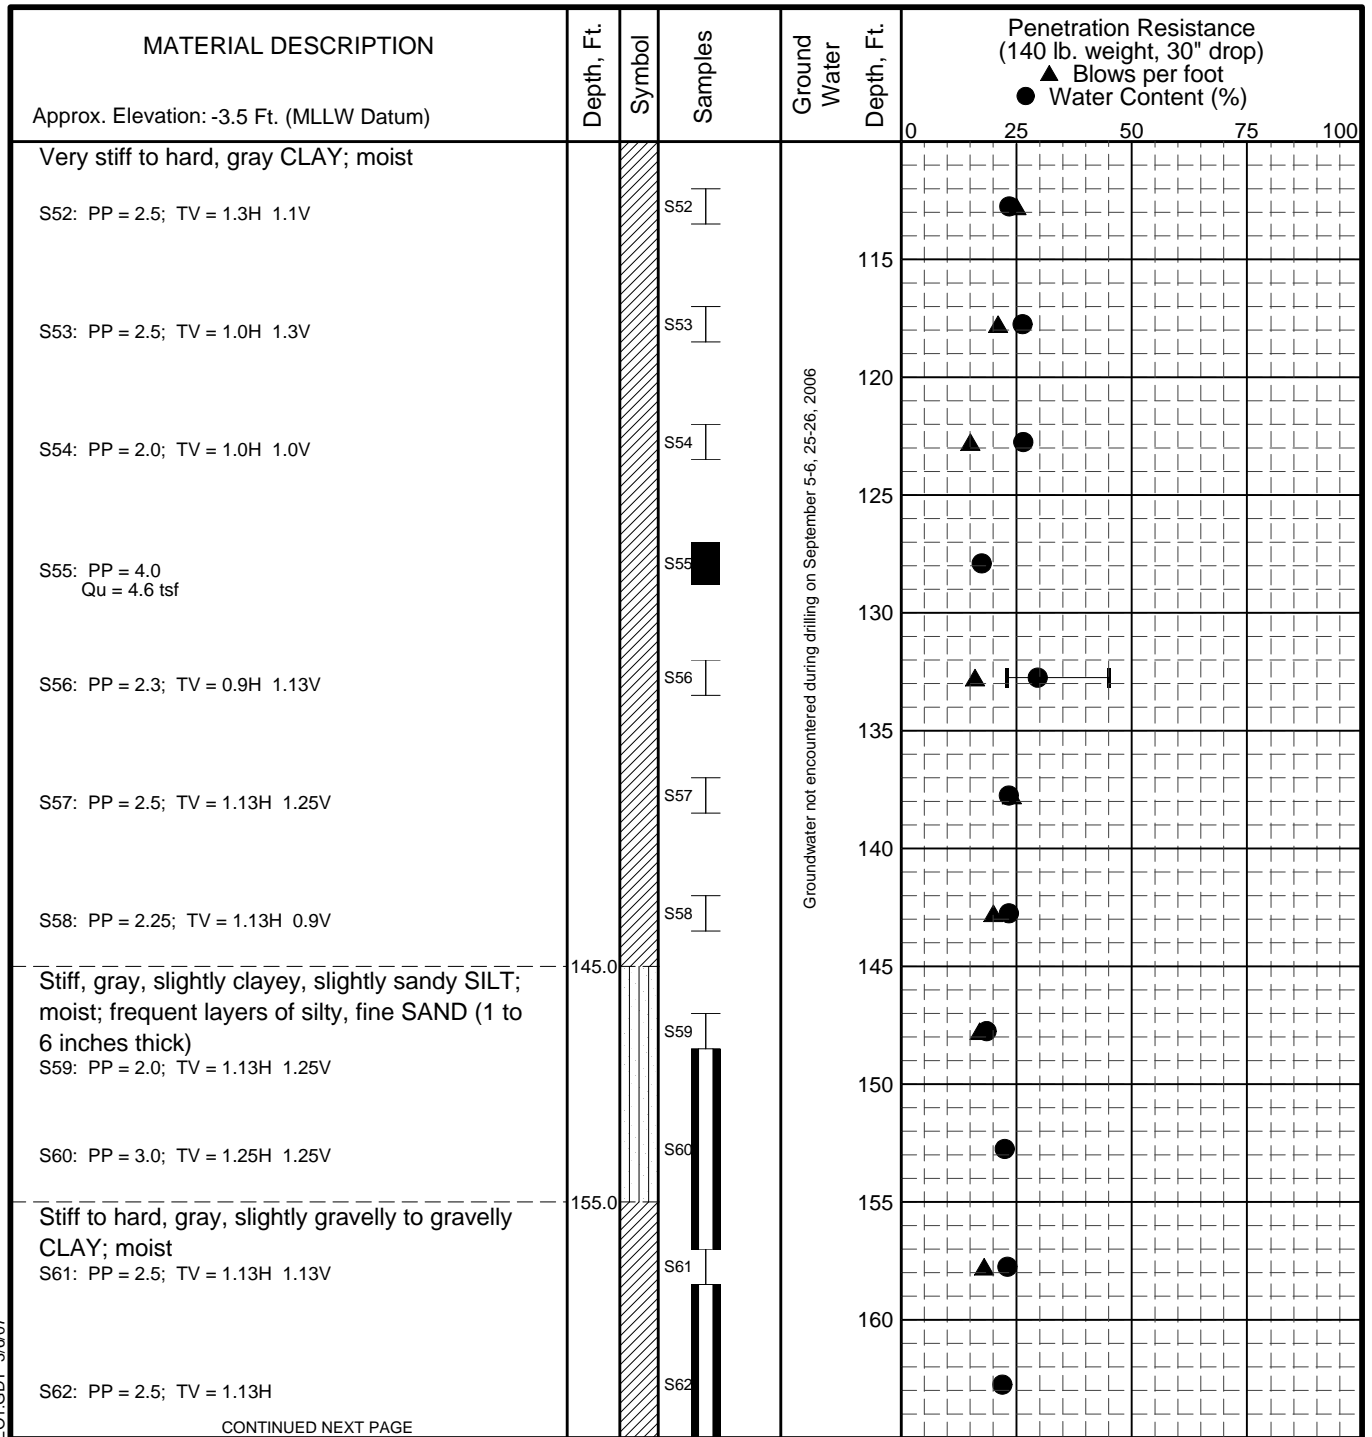 MATERIAL DESCRIPTION
Approx. Elevation: -3.5 Ft. (MLLW Datum)
Depth, Ft.
Symbol
Samples
Ground
Water
Depth, Ft.
Penetration Resistance
(140 lb. weight, 30" drop)
▲ Blows per foot
● Water Content (%)
0 25 50 75 100
Very stiff to hard, gray CLAY; moist
S52: PP = 2.5; TV = 1.3H 1.1V
S52
115
S53: PP = 2.5; TV = 1.0H 1.3V
S53
120
S54: PP = 2.0; TV = 1.0H 1.0V
S54
125
S55: PP = 4.0
Qu = 4.6 tsf
S55
130
S56: PP = 2.3; TV = 0.9H 1.13V
S56
135
S57: PP = 2.5; TV = 1.13H 1.25V
S57
140
S58: PP = 2.25; TV = 1.13H 0.9V
S58
Groundwater not encountered during drilling on September 5-6, 25-26, 2006
145.0
145
Stiff, gray, slightly clayey, slightly sandy SILT;
moist; frequent layers of silty, fine SAND (1 to
6 inches thick)
S59: PP = 2.0; TV = 1.13H 1.25V
S59
150
S60: PP = 3.0; TV = 1.25H 1.25V
S60
155.0
155
Stiff to hard, gray, slightly gravelly to gravelly
CLAY; moist
S61: PP = 2.5; TV = 1.13H 1.13V
S61
160
S62: PP = 2.5; TV = 1.13H
S62
CONTINUED NEXT PAGE